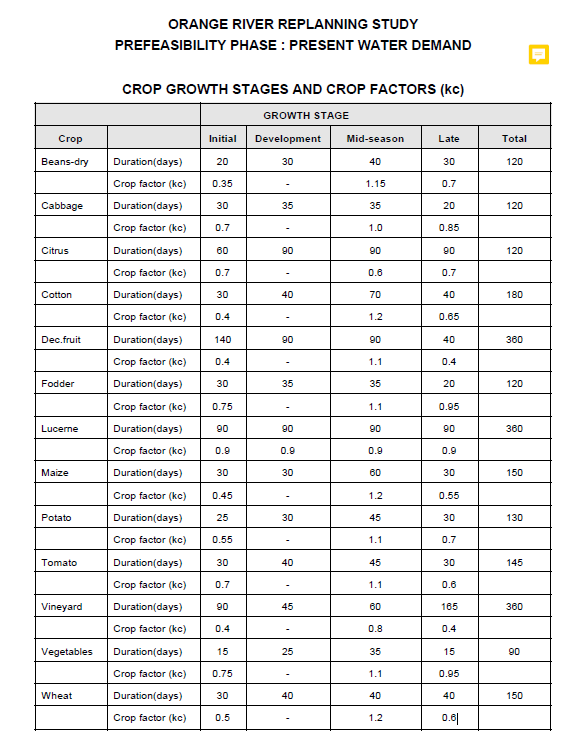 ORANGE RIVER REPLANNING STUDY
PREFEASIBILITY PHASE : PRESENT WATER DEMAND
CROP GROWTH STAGES AND CROP FACTORS (kc)
GROWTH STAGE
Crop Initial Development Mid-season Late Total
Beans-dry Duration(days) 20 30 40 30 120
Crop factor (kc) 0.35 - 1.15 0.7
Cabbage Duration(days) 30 35 35 20 120
Crop factor (kc) 0.7 - 1.0 0.85
Citrus Duration(days) 60 90 90 90 120
Crop factor (kc) 0.7 - 0.6 0.7
Cotton Duration(days) 30 40 70 40 180
Crop factor (kc) 0.4 - 1.2 0.65
Dec.fruit Duration(days) 140 90 90 40 360
Crop factor (kc) 0.4 - 1.1 0.4
Fodder Duration(days) 30 35 35 20 120
Crop factor (kc) 0.75 - 1.1 0.95
Lucerne Duration(days) 90 90 90 90 360
Crop factor (kc) 0.9 0.9 0.9 0.9
Maize Duration(days) 30 30 60 30 150
Crop factor (kc) 0.45 - 1.2 0.55
Potato Duration(days) 25 30 45 30 130
Crop factor (kc) 0.55 - 1.1 0.7
Tomato Duration(days) 30 40 45 30 145
Crop factor (kc) 0.7 - 1.1 0.6
Vineyard Duration(days) 90 45 60 165 360
Crop factor (kc) 0.4 - 0.8 0.4
Vegetables Duration(days) 15 25 35 15 90
Crop factor (kc) 0.75 - 1.1 0.95
Wheat Duration(days) 30 40 40 40 150
Crop factor (kc) 0.5 - 1.2 0.6